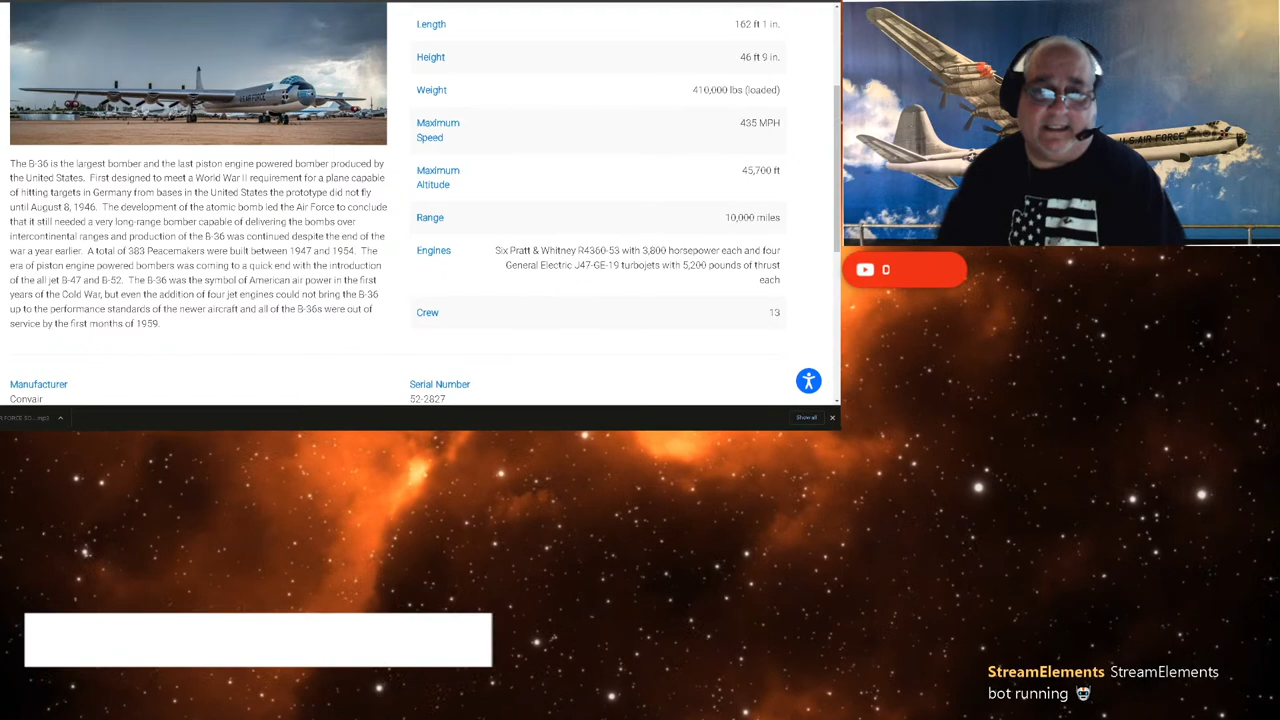 Length 162 ft 1 in.
Height 46 ft 9 in.
Weight 410,000 lbs (loaded)
Maximum Speed 435 MPH
Maximum Altitude 45,700 ft
Range 10,000 miles
Engines Six Pratt & Whitney R4360-53 with 3,800 horsepower each and four
General Electric J47-GE-19 turbojets with 5,200 pounds of thrust
each
Crew 13
The B-36 is the largest bomber and the last piston engine powered bomber produced by
the United States. First designed to meet a World War II requirement for a plane capable
of hitting targets in Germany from bases in the United States the prototype did not fly
until August 8, 1946. The development of the atomic bomb led the Air Force to conclude
that it still needed a very long-range bomber capable of delivering the bombs over
intercontinental ranges and production of the B-36 was continued despite the end of the
war a year earlier. A total of 383 Peacemakers were built between 1947 and 1954. The
era of piston engine powered bombers was coming to a quick end with the introduction
of the all jet B-47 and B-52. The B-36 was the symbol of American air power in the first
years of the Cold War, but even the addition of four jet engines could not bring the B-36
up to the performance standards of the newer aircraft and all of the B-36s were out of
service by the first months of 1959.
Manufacturer
Convair
Serial Number
52-2827
R FORCE SO....mp3
Show all
U.S. AIR FORCE
0
StreamElements StreamElements
bot running